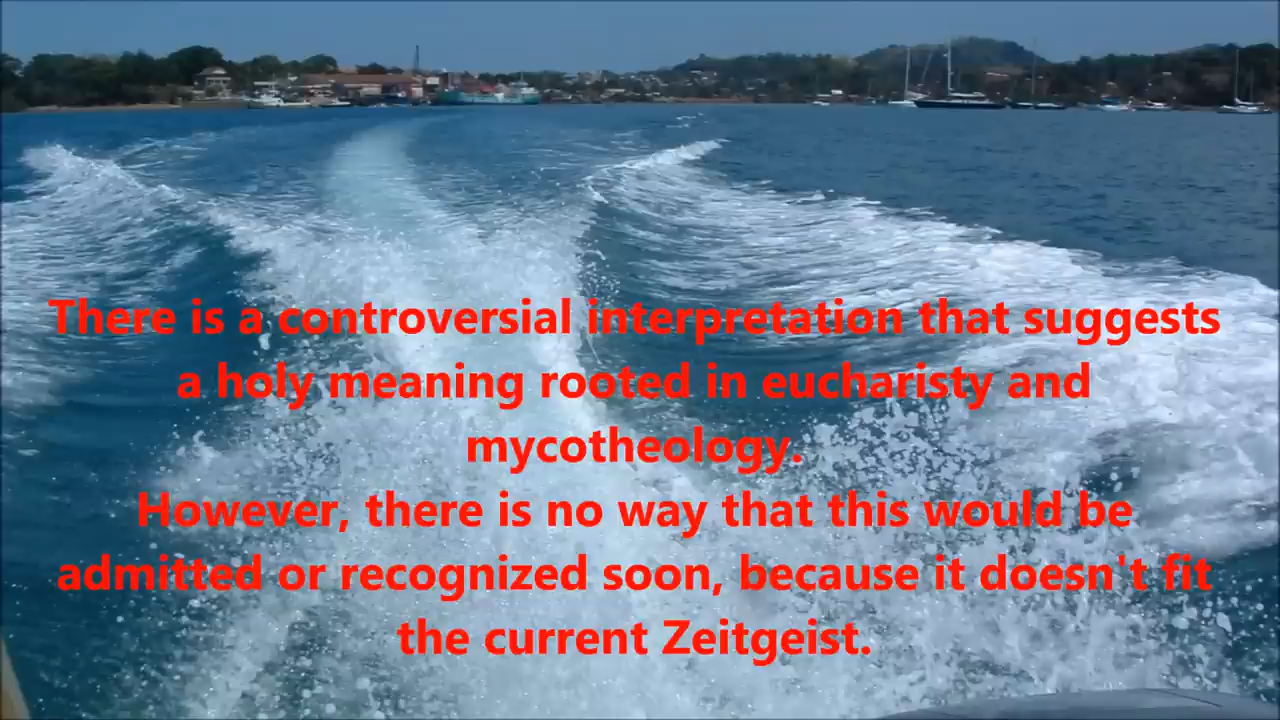 There is a controversial interpretation that suggests
a holy meaning rooted in eucharisty and
mycotheology.
However, there is no way that this would be
admitted or recognized soon, because it doesn't fit
the current Zeitgeist.